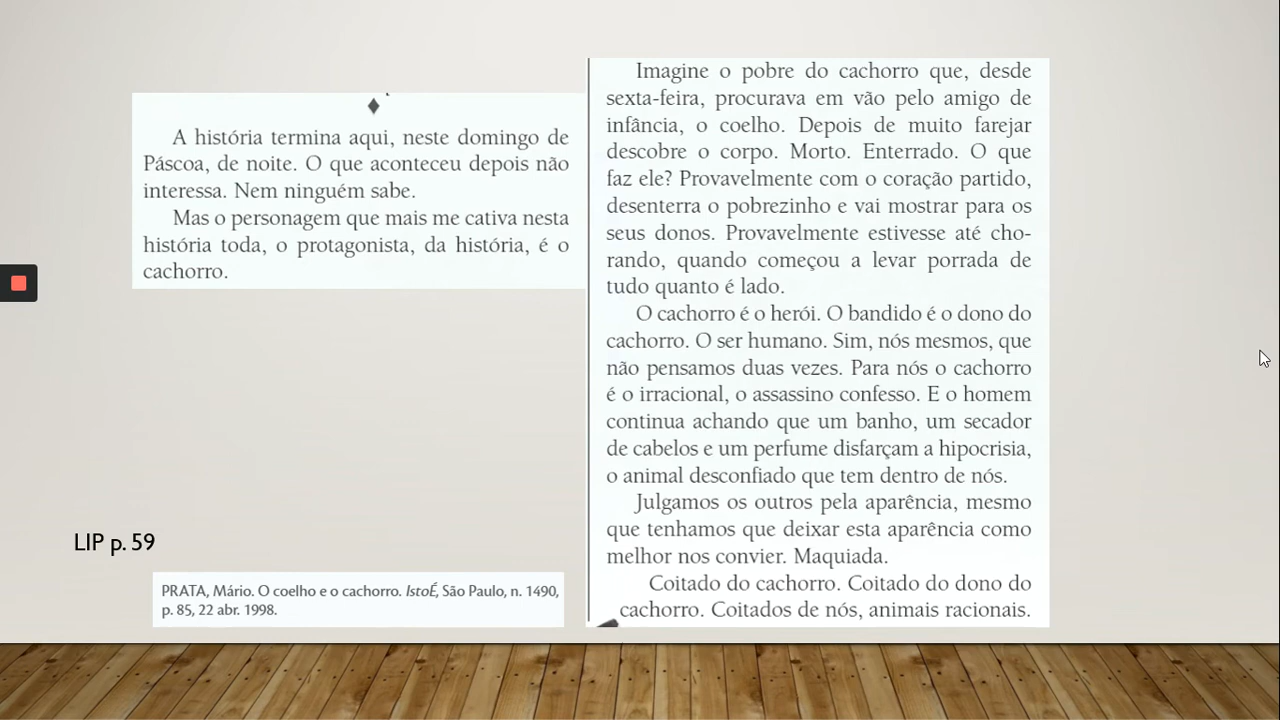 A história termina aqui, neste domingo de
Páscoa, de noite. O que aconteceu depois não
interessa. Nem ninguém sabe.
Mas o personagem que mais me cativa nesta
história toda, o protagonista, da história, é o
cachorro.
Imagine o pobre do cachorro que, desde
sexta-feira, procurava em vão pelo amigo de
infância, o coelho. Depois de muito farejar
descobre o corpo. Morto. Enterrado. O que
faz ele? Provavelmente com o coração partido,
desenterra o pobrezinho e vai mostrar para os
seus donos. Provavelmente estivesse até cho-
rando, quando começou a levar porrada de
tudo quanto é lado.
O cachorro é o herói. O bandido é o dono do
cachorro. O ser humano. Sim, nós mesmos, que
não pensamos duas vezes. Para nós o cachorro
é o irracional, o assassino confesso. E o homem
continua achando que um banho, um secador
de cabelos e um perfume disfarçam a hipocrisia,
o animal desconfiado que tem dentro de nós.
Julgamos os outros pela aparência, mesmo
que tenhamos que deixar esta aparência como
melhor nos convier. Maquiada.
Coitado do cachorro. Coitado do dono do
cachorro. Coitados de nós, animais racionais.
LIP p. 59
PRATA, Mário. O coelho e o cachorro. IstoÉ, São Paulo, n. 1490,
p. 85, 22 abr. 1998.